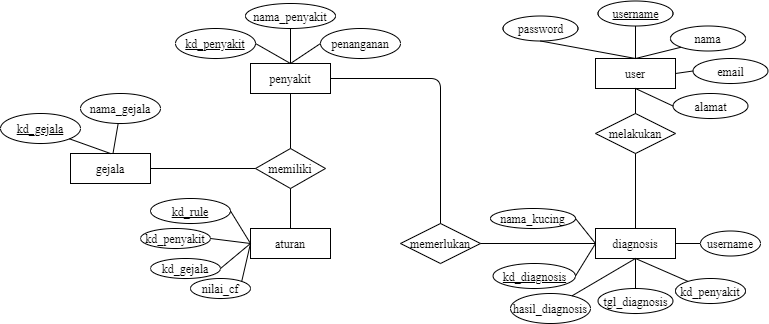 nama_penyakit
username
kd_penyakit
penanganan
password
nama
penyakit
user
email
nama_gejala
alamat
kd_gejala
melakukan
gejala
memiliki
kd_rule
nama_kucing
kd_penyakit
aturan
memerlukan
diagnosis
username
kd_gejala
kd_diagnosis
nilai_cf
kd_penyakit
hasil_diagnosis
tgl_diagnosis